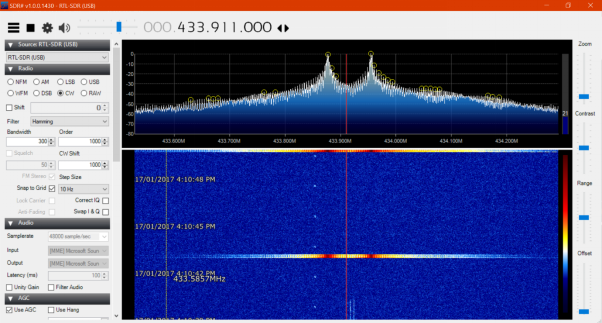 SDR# v1.0.0.1430 - RTL-SDR (USB)
000.433.911.000
Source: RTL-SDR (USB)
RTL-SDR (USB)
Radio
NFM AM LSB USB
WFM DSB CW RAW
Shift 0
Filter Hamming
Bandwidth Order
300 1000
Squelch CW Shift
50 1000
FM Stereo Step Size
Snap to Grid 10 Hz
Lock Carrier Correct IQ
Anti-Fading Swap I & Q
Audio
Samplerate 48000 sample/sec
Input [MME] Microsoft Soun
Output [MME] Microsoft Soun
Latency (ms) 100
Unity Gain Filter Audio
AGC
Use AGC Use Hang
0
-10
-20
-30
-40
-50
-60
-70
-80
433.600M 433.700M 433.800M 433.900M 434.000M 434.100M 434.200M
21
17/01/2017 4:10:48 PM
17/01/2017 4:10:45 PM
17/01/2017 4:10:42 PM
433.5857MHz
17/01/2017 4:10:39 PM
Zoom
Contrast
Range
Offset